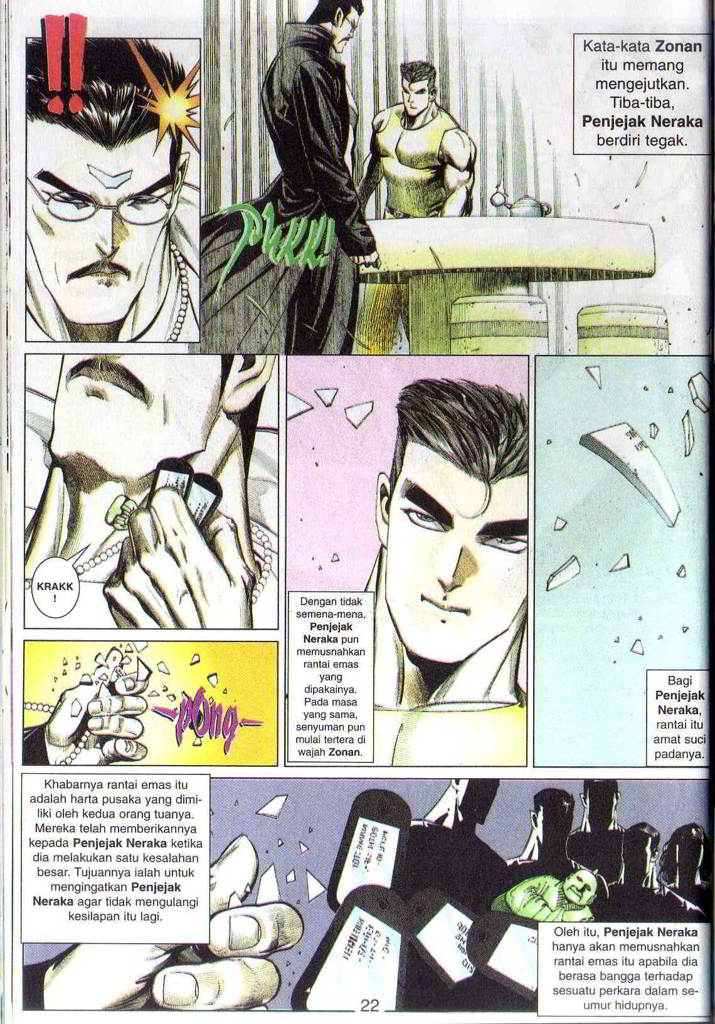 !!
Kata-kata Zonan
itu memang
mengejutkan.
Tiba-tiba,
Penjejak Neraka
berdiri tegak.
KRAKK
!
Dengan tidak
semena-mena,
Penjejak
Neraka pun
memusnahkan
rantai emas
yang
dipakainya.
Pada masa
yang sama,
senyuman pun
mulai tertera di
wajah Zonan.
Bagi
Penjejak
Neraka,
rantai itu
amat suci
padanya.
pong
Khabarnya rantai emas itu
adalah harta pusaka yang dimi-
liki oleh kedua orang tuanya.
Mereka telah memberikannya
kepada Penjejak Neraka ketika
dia melakukan satu kesalahan
besar. Tujuannya ialah untuk
mengingatkan Penjejak
Neraka agar tidak mengulangi
kesilapan itu lagi.
Oleh itu, Penjejak Neraka
hanya akan memusnahkan
rantai emas itu apabila dia
berasa bangga terhadap
sesuatu perkara dalam se-
umur hidupnya.
22